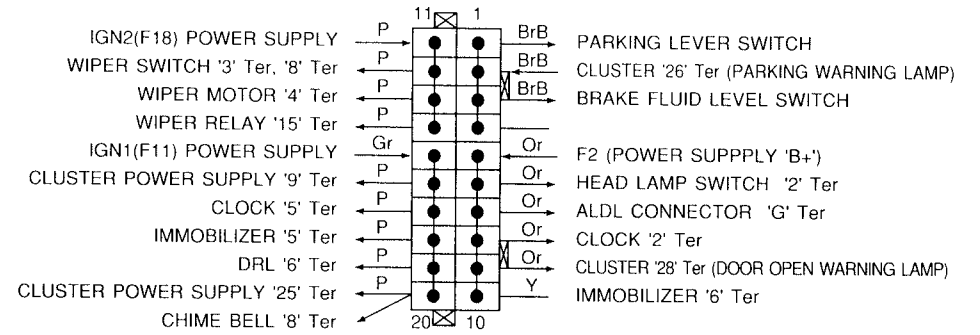 11 1
IGN2(F18) POWER SUPPLY P BrB PARKING LEVER SWITCH
WIPER SWITCH '3' Ter, '8' Ter P BrB CLUSTER '26' Ter (PARKING WARNING LAMP)
WIPER MOTOR '4' Ter P BrB BRAKE FLUID LEVEL SWITCH
WIPER RELAY '15' Ter P
IGN1(F11) POWER SUPPLY Gr Or F2 (POWER SUPPPLY 'B+')
CLUSTER POWER SUPPLY '9' Ter P Or HEAD LAMP SWITCH '2' Ter
CLOCK '5' Ter P Or ALDL CONNECTOR 'G' Ter
IMMOBILIZER '5' Ter P Or CLOCK '2' Ter
DRL '6' Ter P Or CLUSTER '28' Ter (DOOR OPEN WARNING LAMP)
CLUSTER POWER SUPPLY '25' Ter P Y IMMOBILIZER '6' Ter
CHIME BELL '8' Ter 20 10